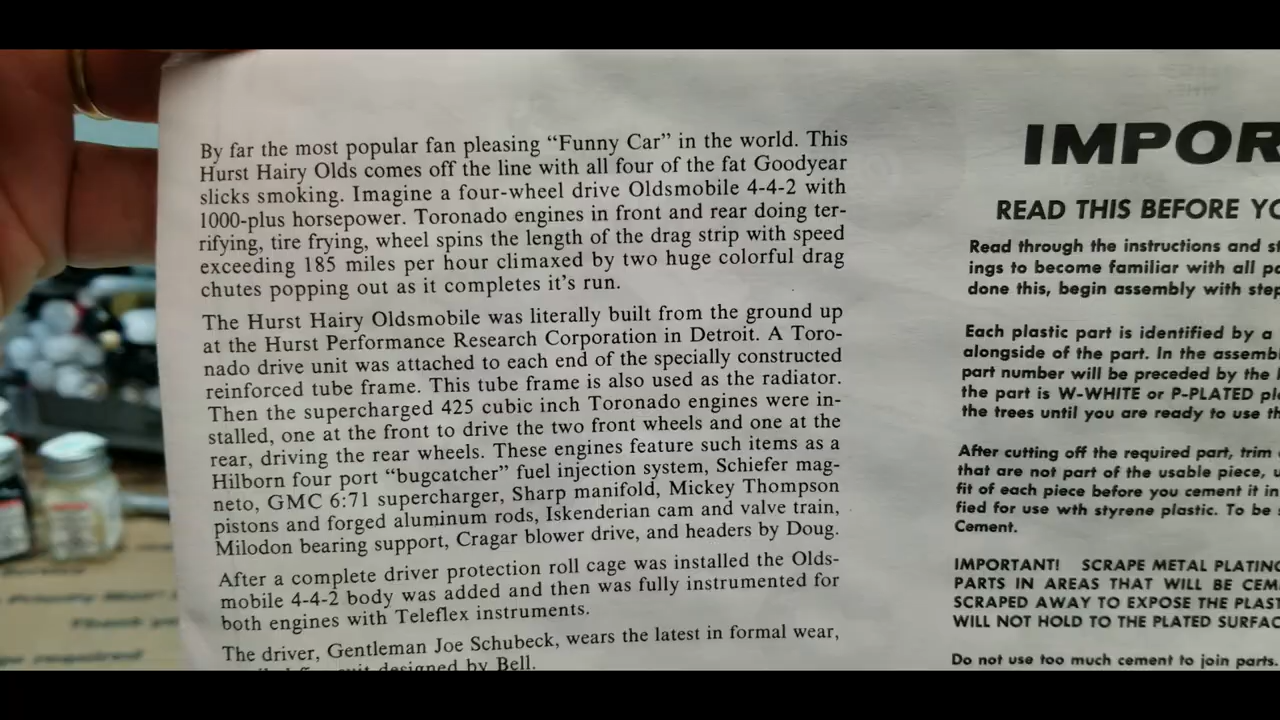 By far the most popular fan pleasing “Funny Car” in the world. This
Hurst Hairy Olds comes off the line with all four of the fat Goodyear
slicks smoking. Imagine a four-wheel drive Oldsmobile 4-4-2 with
1000-plus horsepower. Toronado engines in front and rear doing ter-
rifying, tire frying, wheel spins the length of the drag strip with speed
exceeding 185 miles per hour climaxed by two huge colorful drag
chutes popping out as it completes it's run.
The Hurst Hairy Oldsmobile was literally built from the ground up
at the Hurst Performance Research Corporation in Detroit. A Toro-
nado drive unit was attached to each end of the specially constructed
reinforced tube frame. This tube frame is also used as the radiator.
Then the supercharged 425 cubic inch Toronado engines were in-
stalled, one at the front to drive the two front wheels and one at the
rear, driving the rear wheels. These engines feature such items as a
Hilborn four port “bugcatcher” fuel injection system, Schiefer mag-
neto, GMC 6:71 supercharger, Sharp manifold, Mickey Thompson
pistons and forged aluminum rods, Iskenderian cam and valve train,
Milodon bearing support, Cragar blower drive, and headers by Doug.
After a complete driver protection roll cage was installed the Olds-
mobile 4-4-2 body was added and then was fully instrumented for
both engines with Teleflex instruments.
The driver, Gentleman Joe Schubeck, wears the latest in formal wear,
designed by Bell.
IMPOR
READ THIS BEFORE YO
Read through the instructions and st
ings to become familiar with all pa
done this, begin assembly with step
Each plastic part is identified by a
alongside of the part. In the assembl
part number will be preceded by the
the part is W-WHITE or P-PLATED pl
the trees until you are ready to use th
After cutting off the required part, trim
that are not part of the usable piece, u
fit of each piece before you cement it in
fied for use wth styrene plastic. To be s
Cement.
IMPORTANT! SCRAPE METAL PLATING
PARTS IN AREAS THAT WILL BE CEM
SCRAPED AWAY TO EXPOSE THE PLAST
WILL NOT HOLD TO THE PLATED SURFAC
Do not use too much cement to join parts.